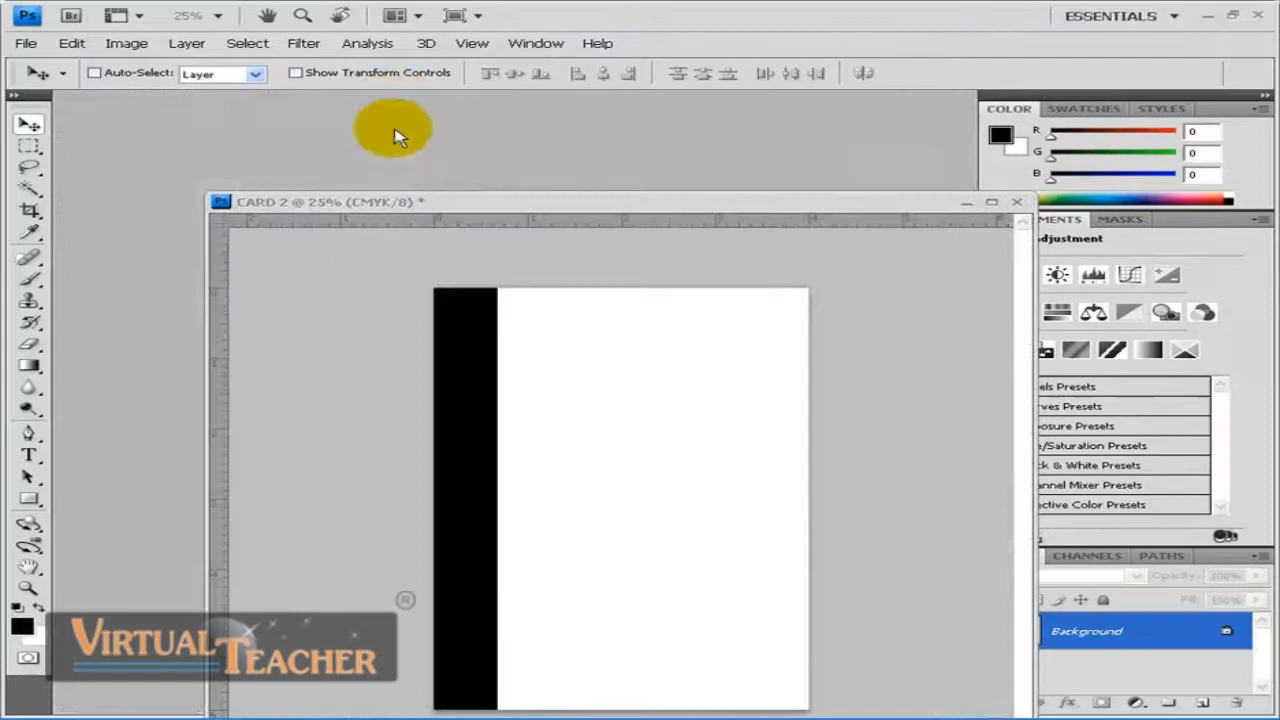 Ps Br 25% ESSENTIALS
File Edit Image Layer Select Filter Analysis 3D View Window Help
Auto-Select: Layer Show Transform Controls
COLOR SWATCHES STYLES
R 0
G 0
B 0
Ps CARD 2 @ 25% (CMYK/8) *
MENTS MASKS
djustment
els Presets
rves Presets
osure Presets
e/Saturation Presets
ck & White Presets
annel Mixer Presets
ective Color Presets
CHANNELS PATHS
Opacity: 100%
Fill: 100%
Background
T
fx
®
VIRTUAL
TEACHER